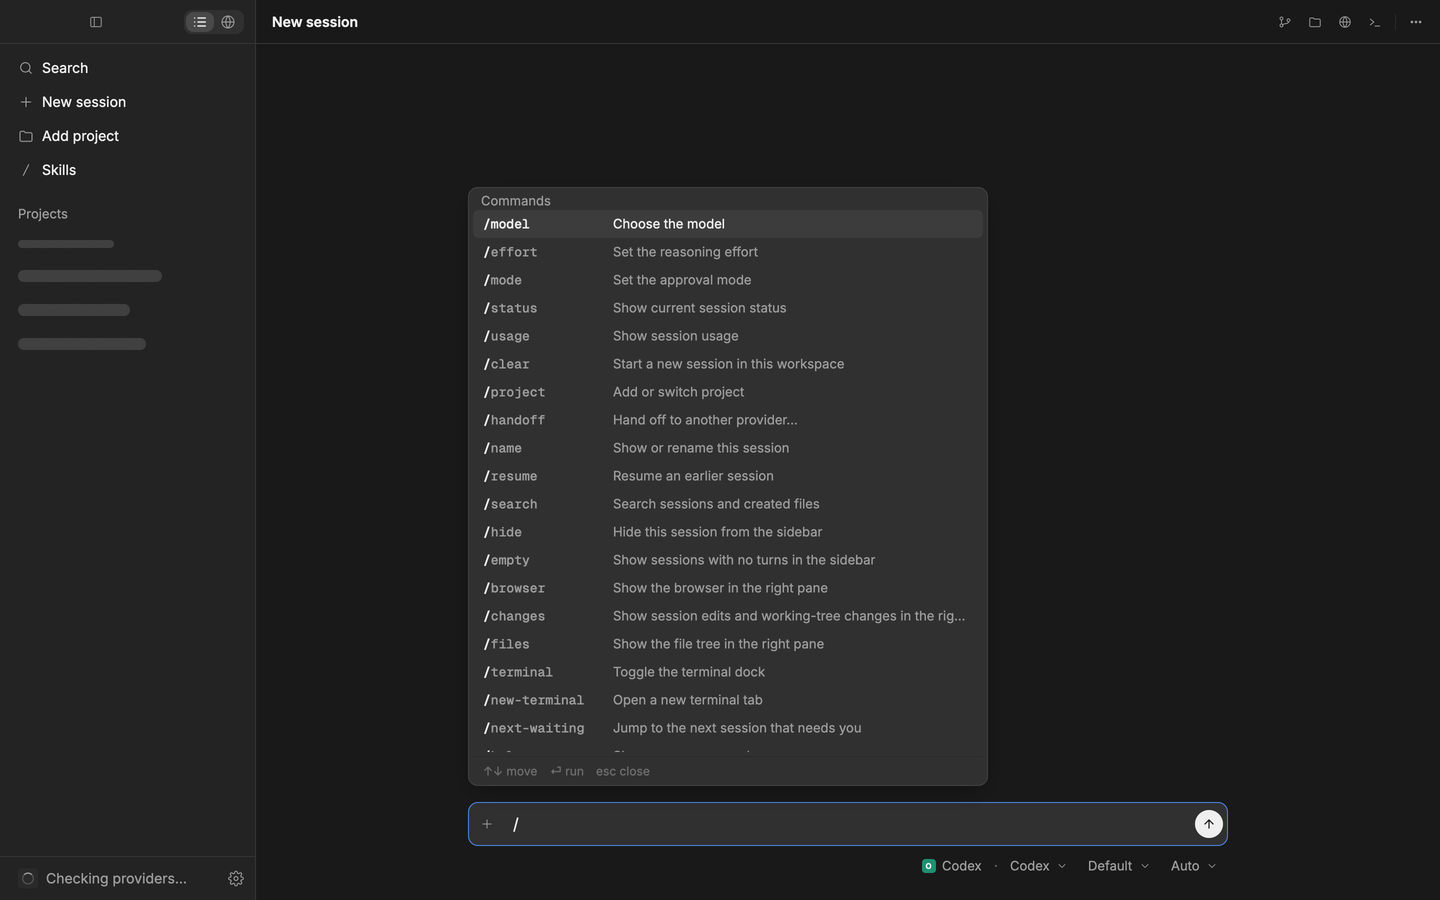 New session
Search
New session
Add project
/ Skills
Projects
Checking providers...
Commands
/model Choose the model
/effort Set the reasoning effort
/mode Set the approval mode
/status Show current session status
/usage Show session usage
/clear Start a new session in this workspace
/project Add or switch project
/handoff Hand off to another provider...
/name Show or rename this session
/resume Resume an earlier session
/search Search sessions and created files
/hide Hide this session from the sidebar
/empty Show sessions with no turns in the sidebar
/browser Show the browser in the right pane
/changes Show session edits and working-tree changes in the rig...
/files Show the file tree in the right pane
/terminal Toggle the terminal dock
/new-terminal Open a new terminal tab
/next-waiting Jump to the next session that needs you
↑↓ move ⏎ run esc close
+ /
Codex · Codex Default Auto